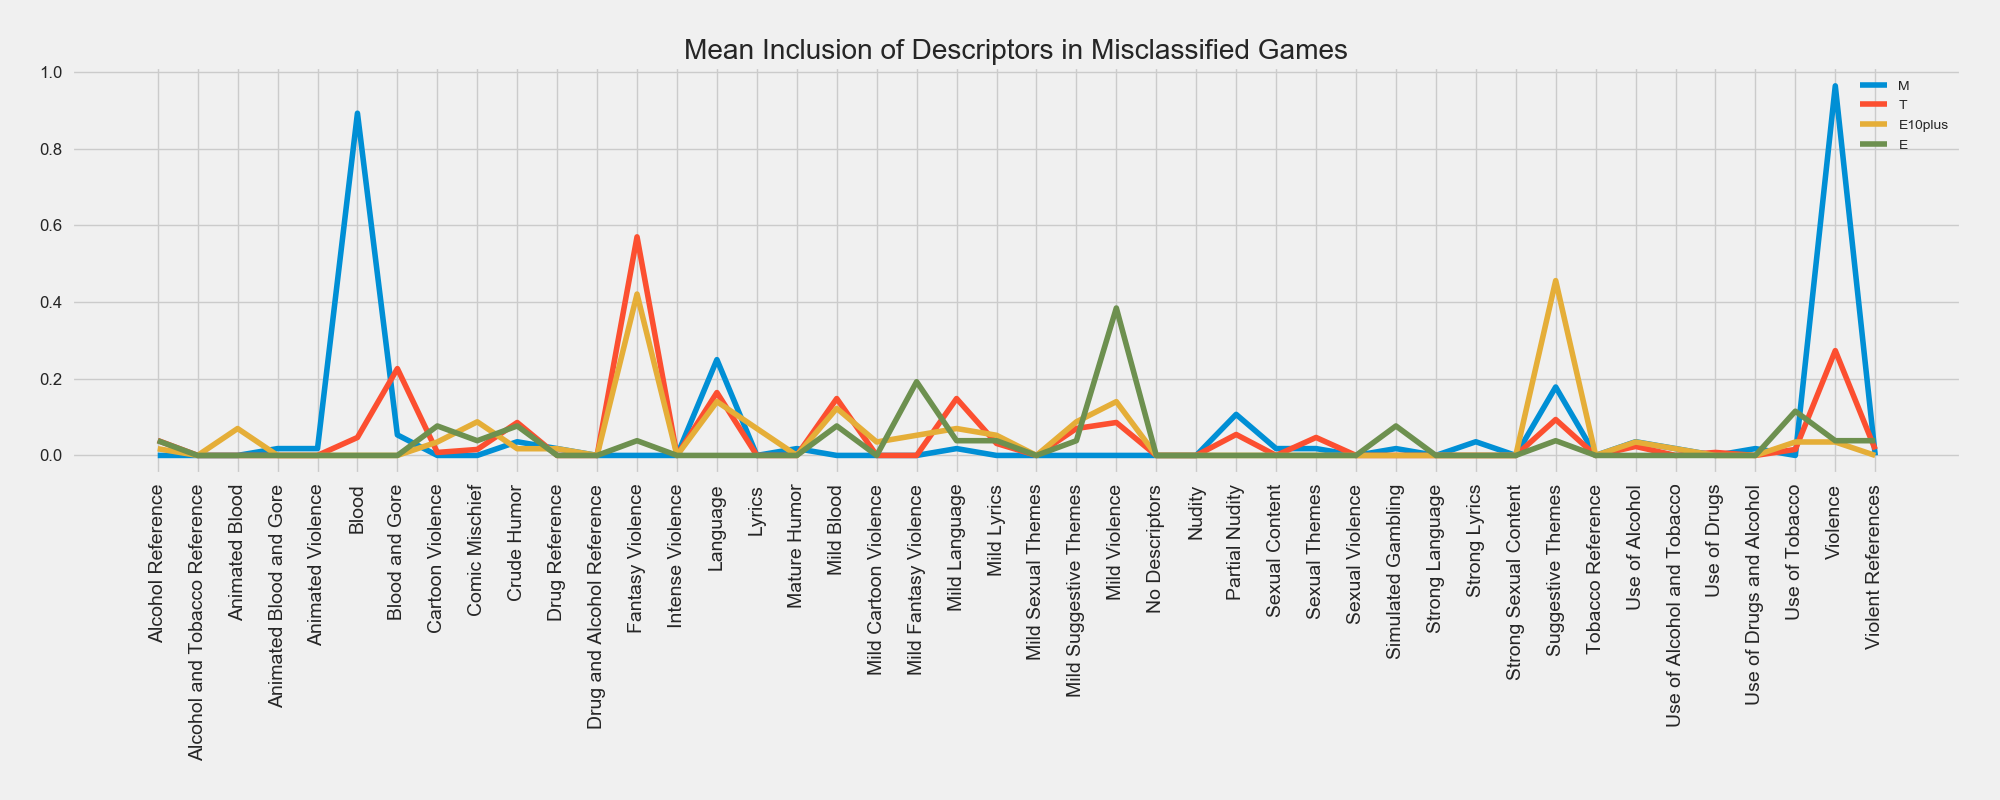 Mean Inclusion of Descriptors in Misclassified Games
1.0
0.8
0.6
0.4
0.2
0.0
M
T
E10plus
E
Alcohol Reference
Alcohol and Tobacco Reference
Animated Blood
Animated Blood and Gore
Animated Violence
Blood
Blood and Gore
Cartoon Violence
Comic Mischief
Crude Humor
Drug Reference
Drug and Alcohol Reference
Fantasy Violence
Intense Violence
Language
Lyrics
Mature Humor
Mild Blood
Mild Cartoon Violence
Mild Fantasy Violence
Mild Language
Mild Lyrics
Mild Sexual Themes
Mild Suggestive Themes
Mild Violence
No Descriptors
Nudity
Partial Nudity
Sexual Content
Sexual Themes
Sexual Violence
Simulated Gambling
Strong Language
Strong Lyrics
Strong Sexual Content
Suggestive Themes
Tobacco Reference
Use of Alcohol
Use of Alcohol and Tobacco
Use of Drugs
Use of Drugs and Alcohol
Use of Tobacco
Violence
Violent References